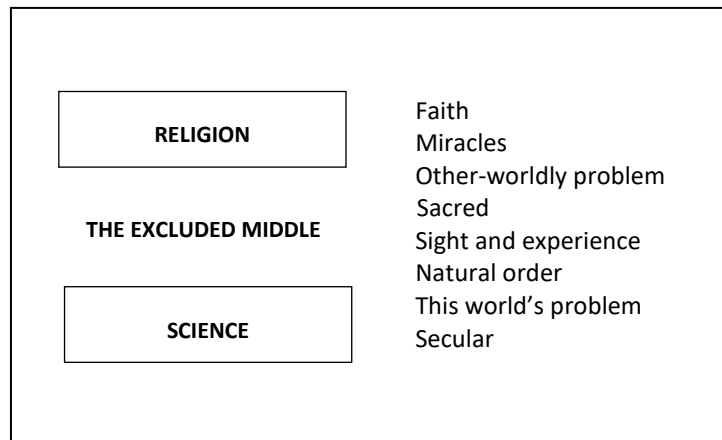 RELIGION
THE EXCLUDED MIDDLE
SCIENCE
Faith
Miracles
Other-worldly problem
Sacred
Sight and experience
Natural order
This world’s problem
Secular